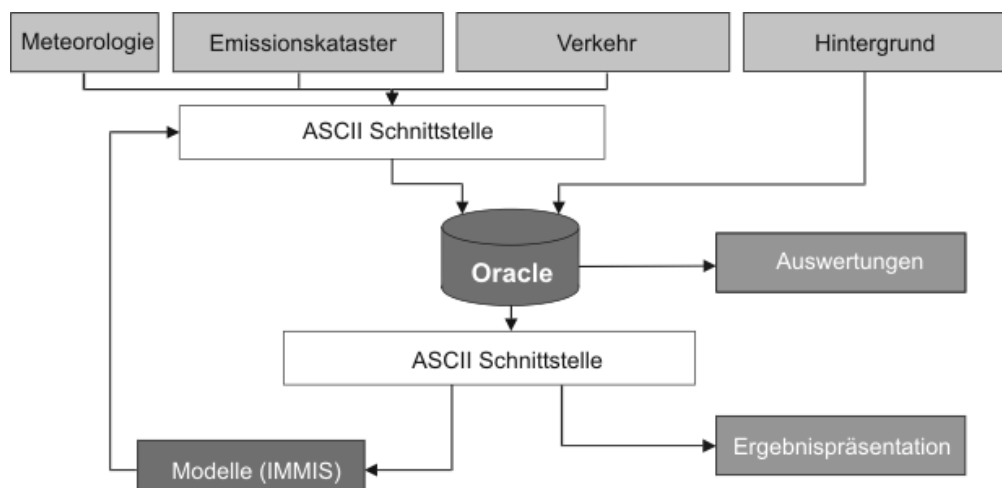 Meteorologie
Emissionskataster
Verkehr
Hintergrund
ASCII Schnittstelle
Oracle
Auswertungen
ASCII Schnittstelle
Ergebnispräsentation
Modelle (IMMIS)